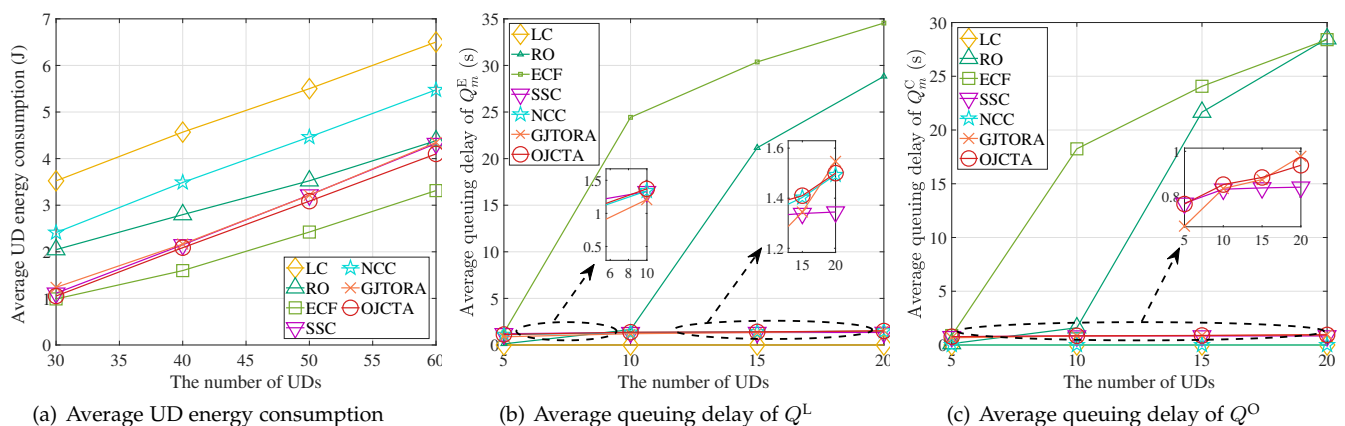 7
6
5
4
3
2
1
0
Average UD energy consumption (J)
30 35 40 45 50 55 60
The number of UDs
LC
RO
ECF
SSC
NCC
GJTORA
OJCTA
(a) Average UD energy consumption
35
30
25
20
15
10
5
0
Average queuing delay of Q_m^E (s)
LC
RO
ECF
SSC
NCC
GJTORA
OJCTA
1.5
1
0.5
6 8 10
1.6
1.4
1.2
15 20
5 10 15 20
The number of UDs
(b) Average queuing delay of Q^L
30
25
20
15
10
5
0
Average queuing delay of Q_m^C (s)
LC
RO
ECF
SSC
NCC
GJTORA
OJCTA
1
0.8
5 10 15 20
5 10 15 20
The number of UDs
(c) Average queuing delay of Q^O